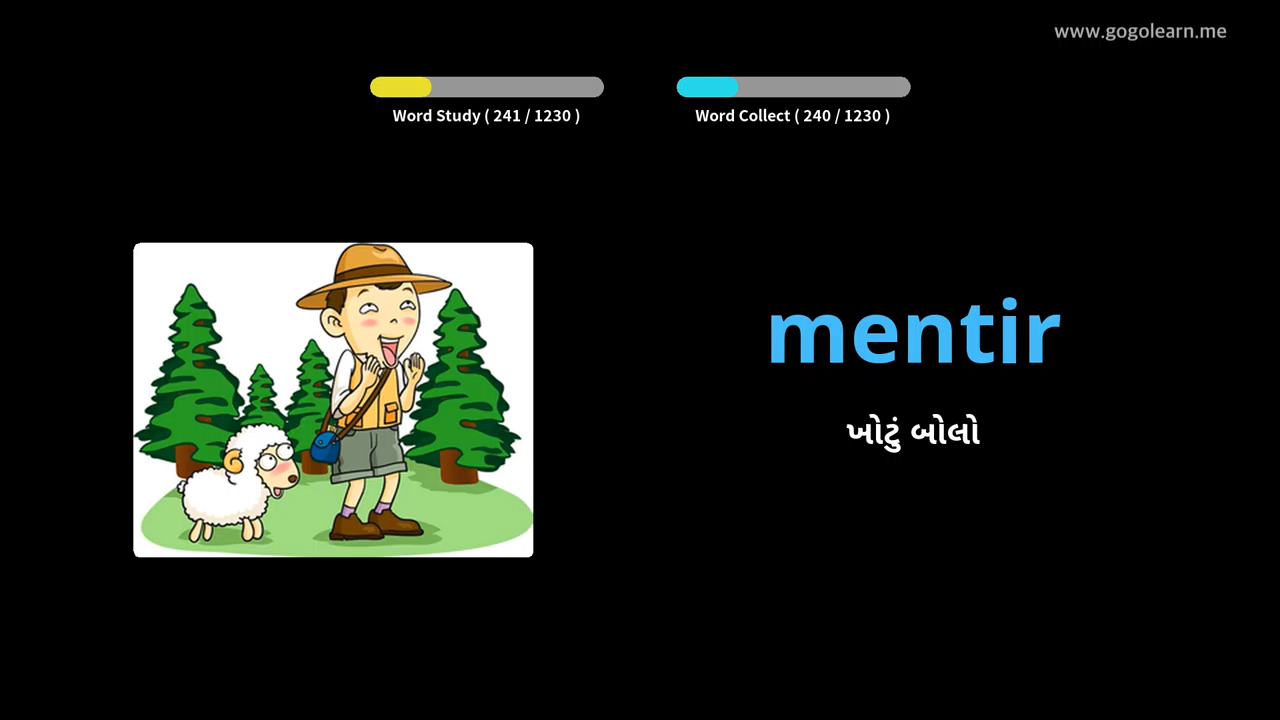 www.gogolearn.me
Word Study ( 241 / 1230 )
Word Collect ( 240 / 1230 )
mentir
ખોટું બોલો